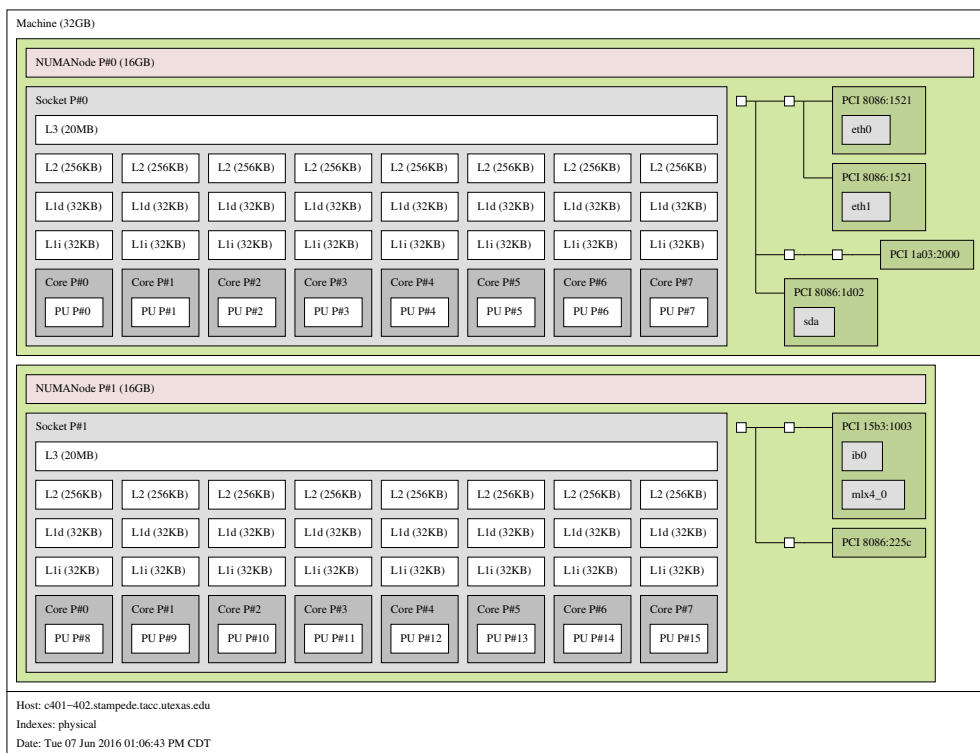 Machine (32GB)
NUMANode P#0 (16GB)
Socket P#0
L3 (20MB)
L2 (256KB) L2 (256KB) L2 (256KB) L2 (256KB) L2 (256KB) L2 (256KB) L2 (256KB) L2 (256KB)
L1d (32KB) L1d (32KB) L1d (32KB) L1d (32KB) L1d (32KB) L1d (32KB) L1d (32KB) L1d (32KB)
L1i (32KB) L1i (32KB) L1i (32KB) L1i (32KB) L1i (32KB) L1i (32KB) L1i (32KB) L1i (32KB)
Core P#0 Core P#1 Core P#2 Core P#3 Core P#4 Core P#5 Core P#6 Core P#7
PU P#0 PU P#1 PU P#2 PU P#3 PU P#4 PU P#5 PU P#6 PU P#7
PCI 8086:1521
eth0
PCI 8086:1521
eth1
PCI 1a03:2000
PCI 8086:1d02
sda
NUMANode P#1 (16GB)
Socket P#1
L3 (20MB)
L2 (256KB) L2 (256KB) L2 (256KB) L2 (256KB) L2 (256KB) L2 (256KB) L2 (256KB) L2 (256KB)
L1d (32KB) L1d (32KB) L1d (32KB) L1d (32KB) L1d (32KB) L1d (32KB) L1d (32KB) L1d (32KB)
L1i (32KB) L1i (32KB) L1i (32KB) L1i (32KB) L1i (32KB) L1i (32KB) L1i (32KB) L1i (32KB)
Core P#0 Core P#1 Core P#2 Core P#3 Core P#4 Core P#5 Core P#6 Core P#7
PU P#8 PU P#9 PU P#10 PU P#11 PU P#12 PU P#13 PU P#14 PU P#15
PCI 15b3:1003
ib0
mlx4_0
PCI 8086:225c
Host: c401−402.stampede.tacc.utexas.edu
Indexes: physical
Date: Tue 07 Jun 2016 01:06:43 PM CDT